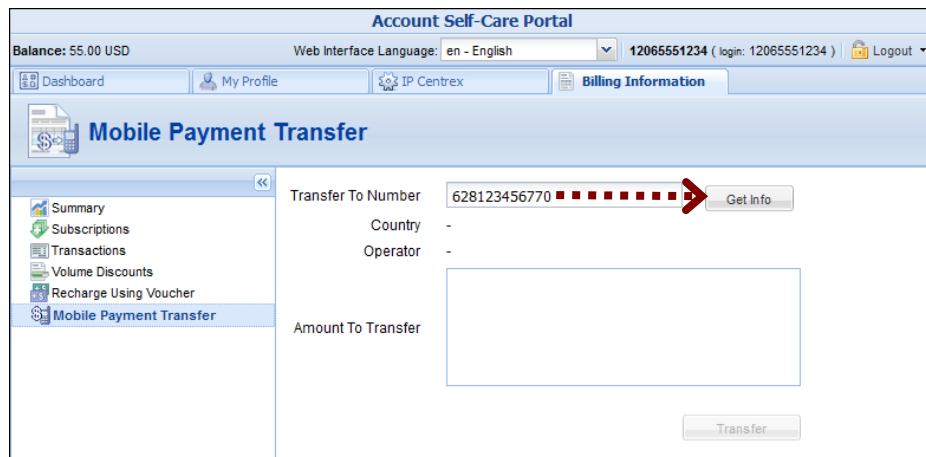 Account Self-Care Portal
Balance: 55.00 USD Web Interface Language: en - English 12065551234 ( login: 12065551234 ) Logout
Dashboard My Profile IP Centrex Billing Information
Mobile Payment Transfer
Summary
Subscriptions
Transactions
Volume Discounts
Recharge Using Voucher
Mobile Payment Transfer
Transfer To Number 628123456770 Get Info
Country -
Operator -
Amount To Transfer
Transfer